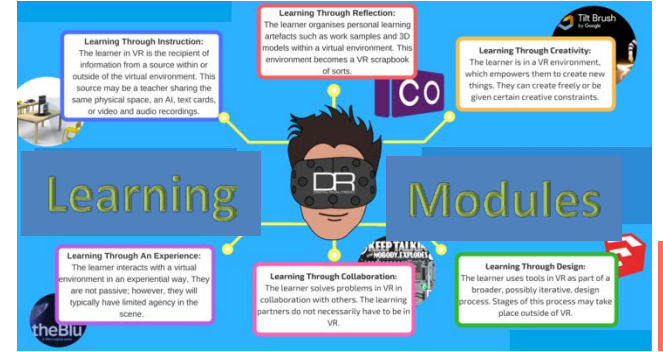 Learning Through Instruction:
The learner in VR is the recipient of
information from a source within or
outside of the virtual environment. This
source may be a teacher sharing the
same physical space, an AI, text cards,
or video and audio recordings.
Learning Through Reflection:
The learner organises personal learning
artefacts such as work samples and 3D
models within a virtual environment. This
environment becomes a VR scrapbook
of sorts.
Tilt Brush
by Google
Learning Through Creativity:
The learner is in a VR environment,
which empowers them to create new
things. They can create freely or be
given certain creative constraints.
CO
DR
Learning Modules
Learning Through An Experience:
The learner interacts with a virtual
environment in an experiential way. They
are not passive; however, they will
typically have limited agency in the
scene.
theBlu
KEEP TALKING
NOBODY EXPLODES
Learning Through Collaboration:
The learner solves problems in VR in
collaboration with others. The learning
partners do not necessarily have to be in
VR.
Learning Through Design:
The learner uses tools in VR as part of a
broader, possibly iterative, design
process. Stages of this process may take
place outside of VR.